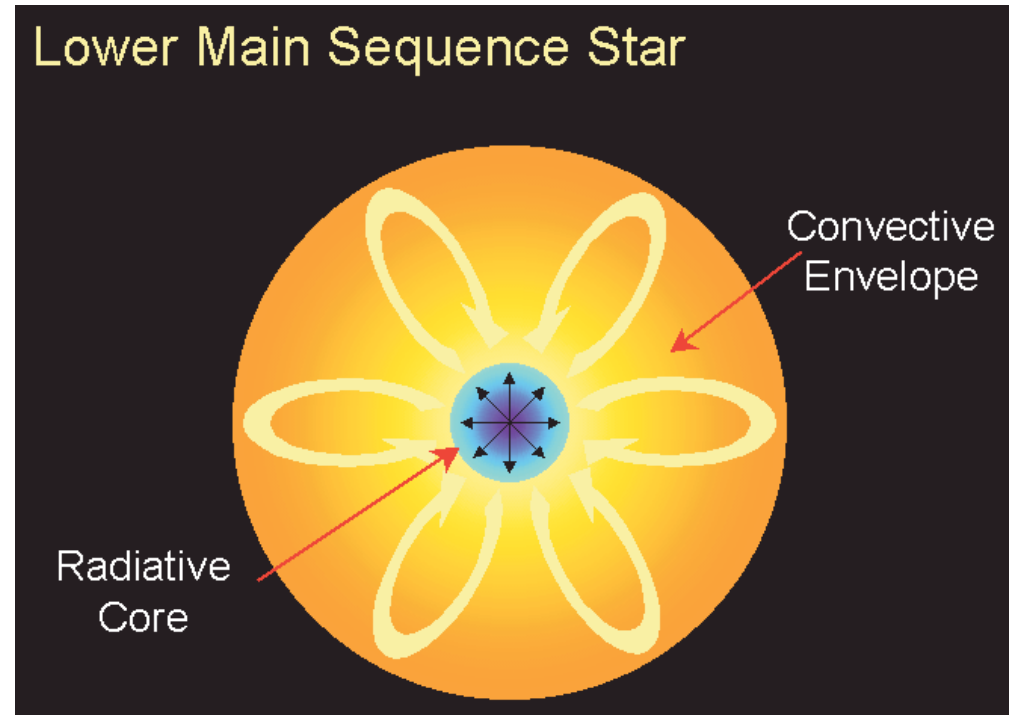 Lower Main Sequence Star
Convective
Envelope
Radiative
Core